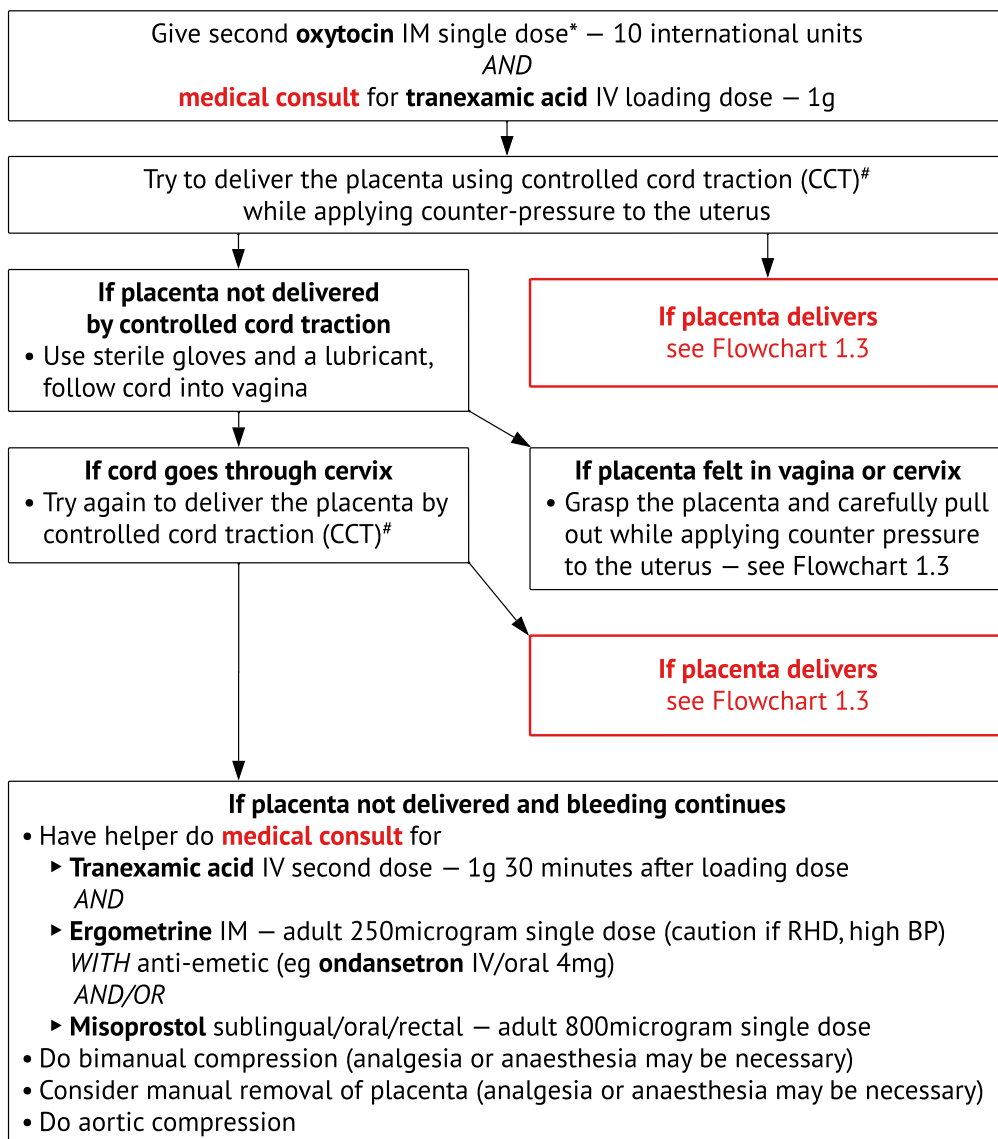 Give second oxytocin IM single dose* — 10 international units
AND
medical consult for tranexamic acid IV loading dose — 1g
Try to deliver the placenta using controlled cord traction (CCT)#
while applying counter-pressure to the uterus
If placenta not delivered
by controlled cord traction
• Use sterile gloves and a lubricant,
follow cord into vagina
If placenta delivers
see Flowchart 1.3
If cord goes through cervix
• Try again to deliver the placenta by
controlled cord traction (CCT)#
If placenta felt in vagina or cervix
• Grasp the placenta and carefully pull
out while applying counter pressure
to the uterus — see Flowchart 1.3
If placenta delivers
see Flowchart 1.3
If placenta not delivered and bleeding continues
• Have helper do medical consult for
▸ Tranexamic acid IV second dose — 1g 30 minutes after loading dose
AND
▸ Ergometrine IM — adult 250microgram single dose (caution if RHD, high BP)
WITH anti-emetic (eg ondansetron IV/oral 4mg)
AND/OR
▸ Misoprostol sublingual/oral/rectal — adult 800microgram single dose
• Do bimanual compression (analgesia or anaesthesia may be necessary)
• Consider manual removal of placenta (analgesia or anaesthesia may be necessary)
• Do aortic compression